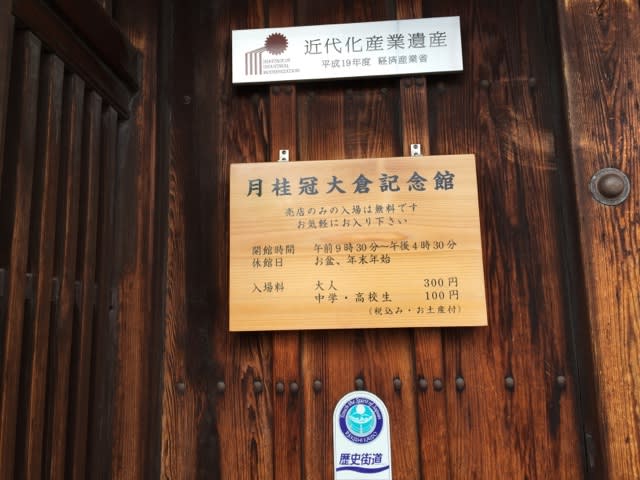 近代化産業遺産
HERITAGE OF
INDUSTRIAL
MODERNIZATION
平成19年度 経済産業省
月桂冠大倉記念館
売店のみの入場は無料です
お気軽にお入り下さい
開館時間 午前9時30分〜午後4時30分
休館日 お盆、年末年始
入場料 大人 300円
中学・高校生 100円
(税込み・お土産付)
歴史街道